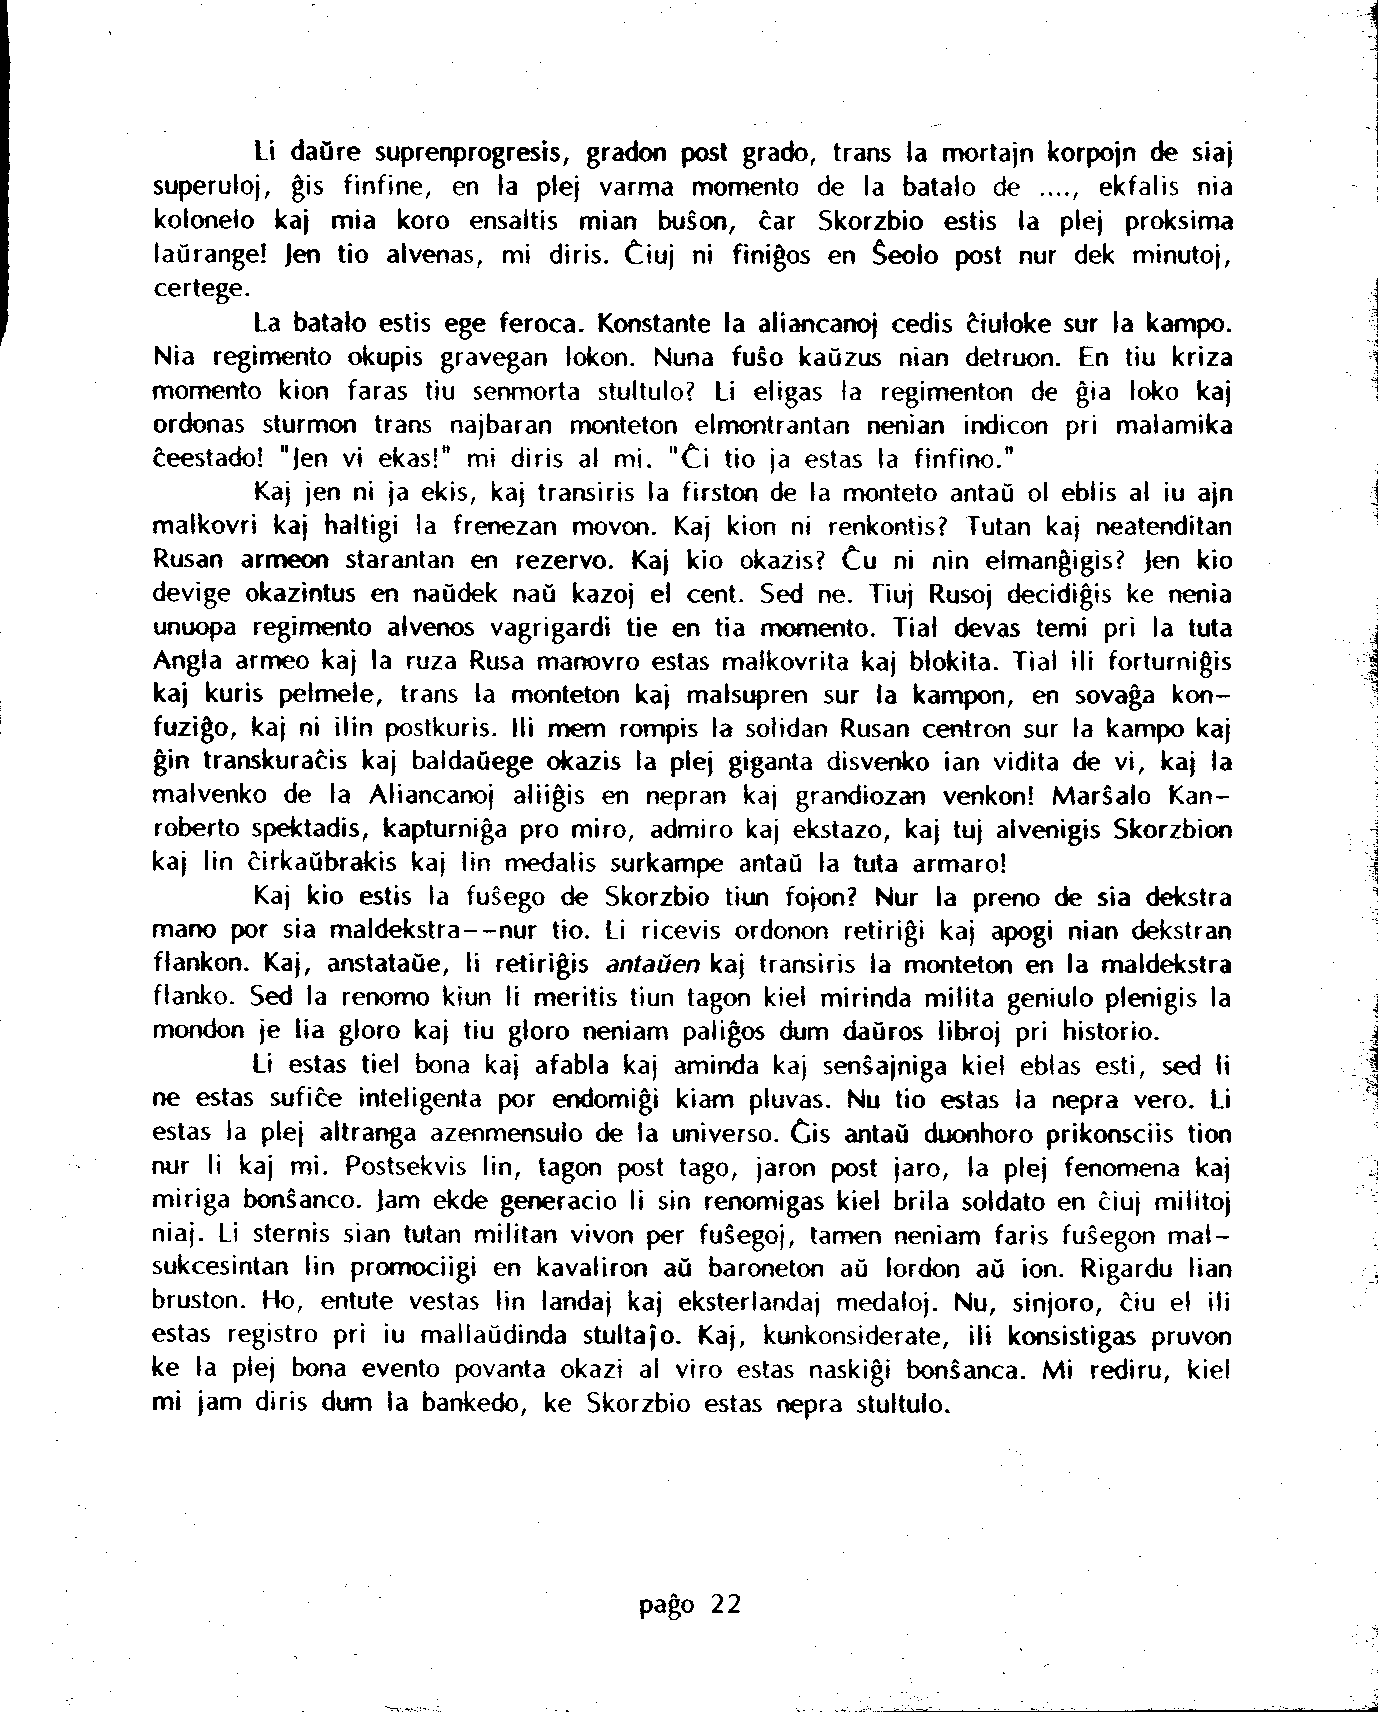 Li daŭre suprenprogresis, gradon post grado, trans la mortajn korpojn de siaj
superuloj, ĝis finfine, en la plej varma momento de la batalo de ...., ekfalis nia
kolonelo kaj mia koro ensaltis mian buŝon, ĉar Skorzbio estis la plej proksima
laŭrange! Jen tio alvenas, mi diris. Ĉiuj ni finiĝos en Ŝeolo post nur dek minutoj,
certege.
La batalo estis ege feroca. Konstante la aliancanoj cedis ĉiuloke sur la kampo.
Nia regimento okupis gravegan lokon. Nuna fuŝo kaŭzus nian detruon. En tiu kriza
momento kion faras tiu senmorta stultulo? Li eligas la regimenton de ĝia loko kaj
ordonas sturmon trans najbaran monteton elmontrantan nenian indicon pri malamika
ĉeestado! "Jen vi ekas!" mi diris al mi. "Ĉi tio ja estas la finfino."
Kaj jen ni ja ekis, kaj transiris la firston de la monteto antaŭ ol eblis al iu ajn
malkovri kaj haltigi la frenezan movon. Kaj kion ni renkontis? Tutan kaj neatenditan
Rusan armeon starantan en rezervo. Kaj kio okazis? Ĉu ni nin elmanĝigis? Jen kio
devige okazintus en naŭdek naŭ kazoj el cent. Sed ne. Tiuj Rusoj decidiĝis ke nenia
unuopa regimento alvenos vagrigardi tie en tia momento. Tial devas temi pri la tuta
Angla armeo kaj la ruza Rusa manovro estas malkovrita kaj blokita. Tial ili forturniĝis
kaj kuris pelmele, trans la monteton kaj malsupren sur la kampon, en sovaĝa kon-
fuziĝo, kaj ni ilin postkuris. Ili mem rompis la solidan Rusan centron sur la kampo kaj
ĝin transkuraĉis kaj baldaŭege okazis la plej giganta disvenko ian vidita de vi, kaj la
malvenko de la Aliancanoj aliiĝis en nepran kaj grandiozan venkon! Marŝalo Kan-
roberto spektadis, kapturniĝa pro miro, admiro kaj ekstazo, kaj tuj alvenigis Skorzbion
kaj lin ĉirkaŭbrakis kaj lin medalis surkampe antaŭ la tuta armaro!
Kaj kio estis la fuŝego de Skorzbio tiun fojon? Nur la preno de sia dekstra
mano por sia maldekstra--nur tio. Li ricevis ordonon retiriĝi kaj apogi nian dekstran
flankon. Kaj, anstataŭe, li retiriĝis antaŭen kaj transiris la monteton en la maldekstra
flanko. Sed la renomo kiun li meritis tiun tagon kiel mirinda milita geniulo plenigis la
mondon je lia gloro kaj tiu gloro neniam paliĝos dum daŭros libroj pri historio.
Li estas tiel bona kaj afabla kaj aminda kaj senŝajniga kiel eblas esti, sed li
ne estas sufiĉe inteligenta por endomiĝi kiam pluvas. Nu tio estas la nepra vero. Li
estas la plej altranga azenmensulo de la universo. Ĝis antaŭ duonhoro prikonsciis tion
nur li kaj mi. Postsekvis lin, tagon post tago, jaron post jaro, la plej fenomena kaj
miriga bonŝanco. Jam ekde generacio li sin renomigas kiel brila soldato en ĉiuj militoj
niaj. Li sternis sian tutan militan vivon per fuŝegoj, tamen neniam faris fuŝegon mal-
sukcesintan lin promociigi en kavaliron aŭ baroneton aŭ lordon aŭ ion. Rigardu lian
bruston. Ho, entute vestas lin landaj kaj eksterlandaj medaloj. Nu, sinjoro, ĉiu el ili
estas registro pri iu mallaŭdinda stultaĵo. Kaj, kunkonsiderate, ili konsistigas pruvon
ke la plej bona evento povanta okazi al viro estas naskiĝi bonŝanca. Mi rediru, kiel
mi jam diris dum la bankedo, ke Skorzbio estas nepra stultulo.
paĝo 22